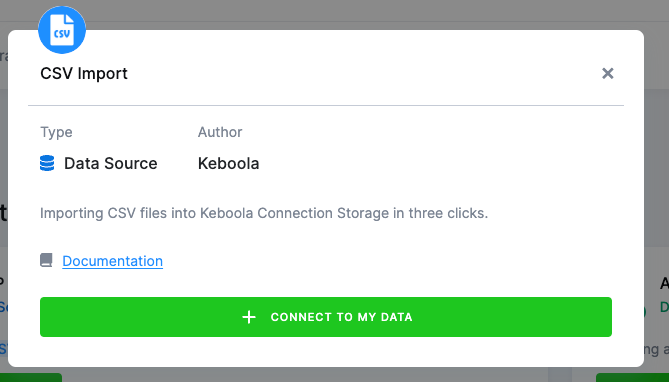 CSV
CSV Import
Type
Author
Data Source
Keboola
Importing CSV files into Keboola Connection Storage in three clicks.
Documentation
CONNECT TO MY DATA